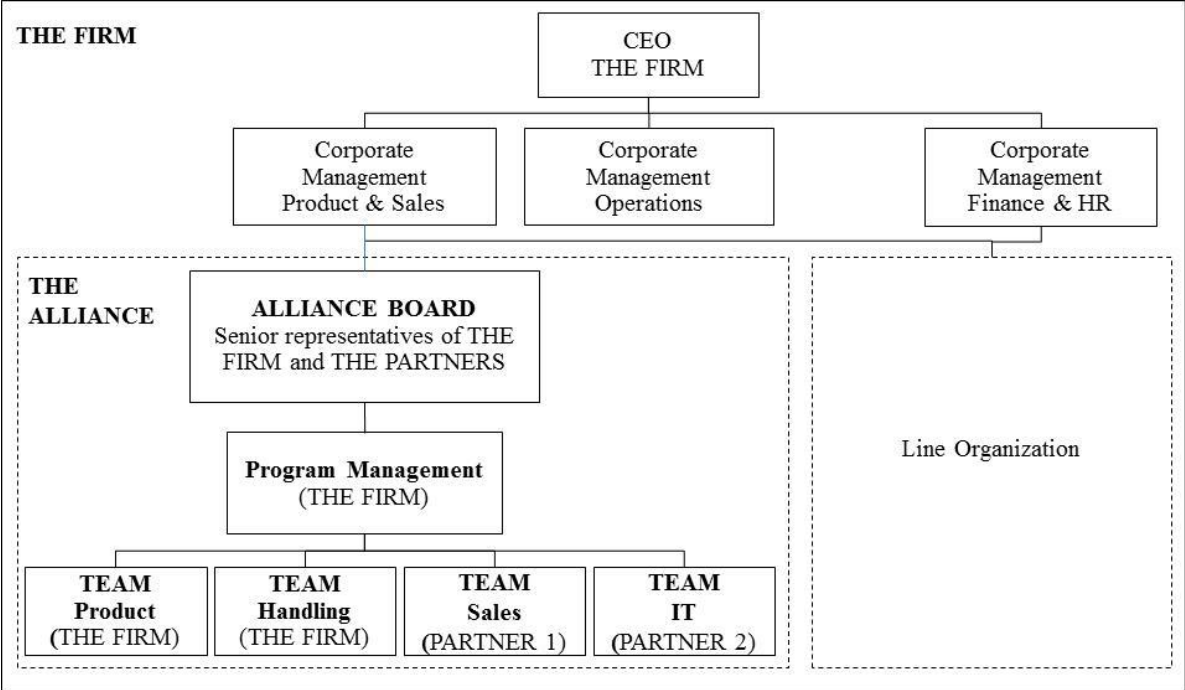 THE FIRM
CEO
THE FIRM
Corporate
Management
Product & Sales
Corporate
Management
Operations
Corporate
Management
Finance & HR
THE
ALLIANCE
ALLIANCE BOARD
Senior representatives of THE
FIRM and THE PARTNERS
Program Management
(THE FIRM)
TEAM
Product
(THE FIRM)
TEAM
Handling
(THE FIRM)
TEAM
Sales
(PARTNER 1)
TEAM
IT
(PARTNER 2)
Line Organization